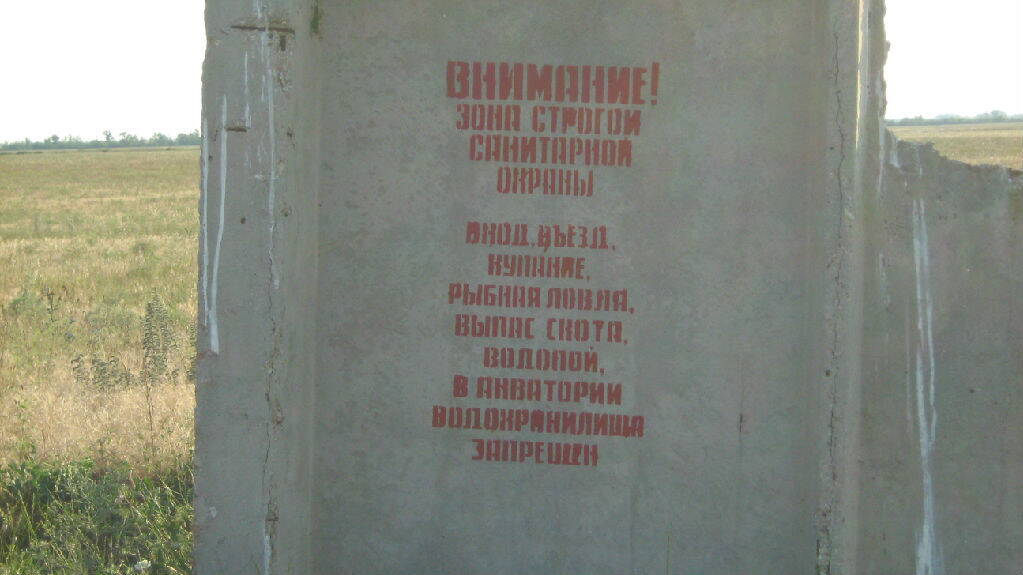 ВНИМАНИЕ!
ЗОНА СТРОГОЙ
САНИТАРНОЙ
ОХРАНЫ
ВХОД, ВЪЕЗД,
КУПАНИЕ,
РЫБНАЯ ЛОВЛЯ,
ВЫПАС СКОТА,
ВОДОПОЙ,
В АКВАТОРИИ
ВОДОХРАНИЛИЩА
ЗАПРЕЩЕН